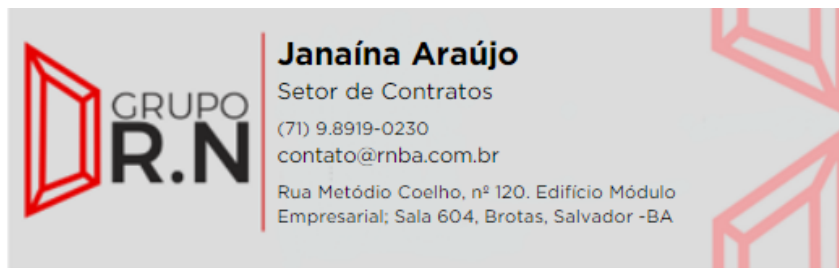 GRUPO
R.N
Janaína Araújo
Setor de Contratos
(71) 9.8919-0230
contato@rnba.com.br
Rua Metódio Coelho, nº 120. Edifício Módulo
Empresarial; Sala 604, Brotas, Salvador -BA